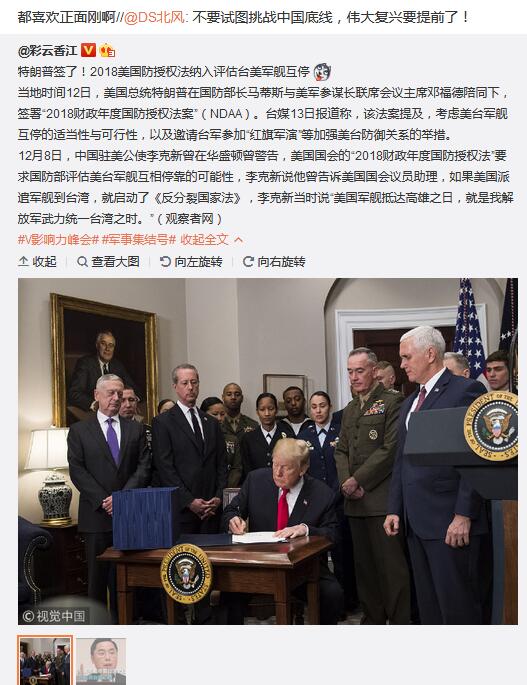 都喜欢正面刚啊//@DS北风: 不要试图挑战中国底线，伟大复兴要提前了！
@彩云香江
特朗普签了！2018美国防授权法纳入评估台美军舰互停
当地时间12日，美国总统特朗普在国防部长马蒂斯与美军参谋长联席会议主席邓福德陪同下，
签署“2018财政年度国防授权法案”（NDAA）。台媒13日报道称，该法案提及，考虑美台军舰
互停的适当性与可行性，以及邀请台军参加“红旗军演”等加强美台防御关系的举措。
12月8日，中国驻美公使李克新曾在华盛顿曾警告，美国国会的“2018财政年度国防授权法”要
求国防部评估美台军舰互相停靠的可能性，李克新说他曾告诉美国国会议员助理，如果美国派
遣军舰到台湾，就启动了《反分裂国家法》，李克新当时说“美国军舰抵达高雄之日，就是我解
放军武力统一台湾之时。”（观察者网）
#V影响力峰会# #军事集结号# 收起全文
收起 查看大图 向左旋转 向右旋转
©视觉中国